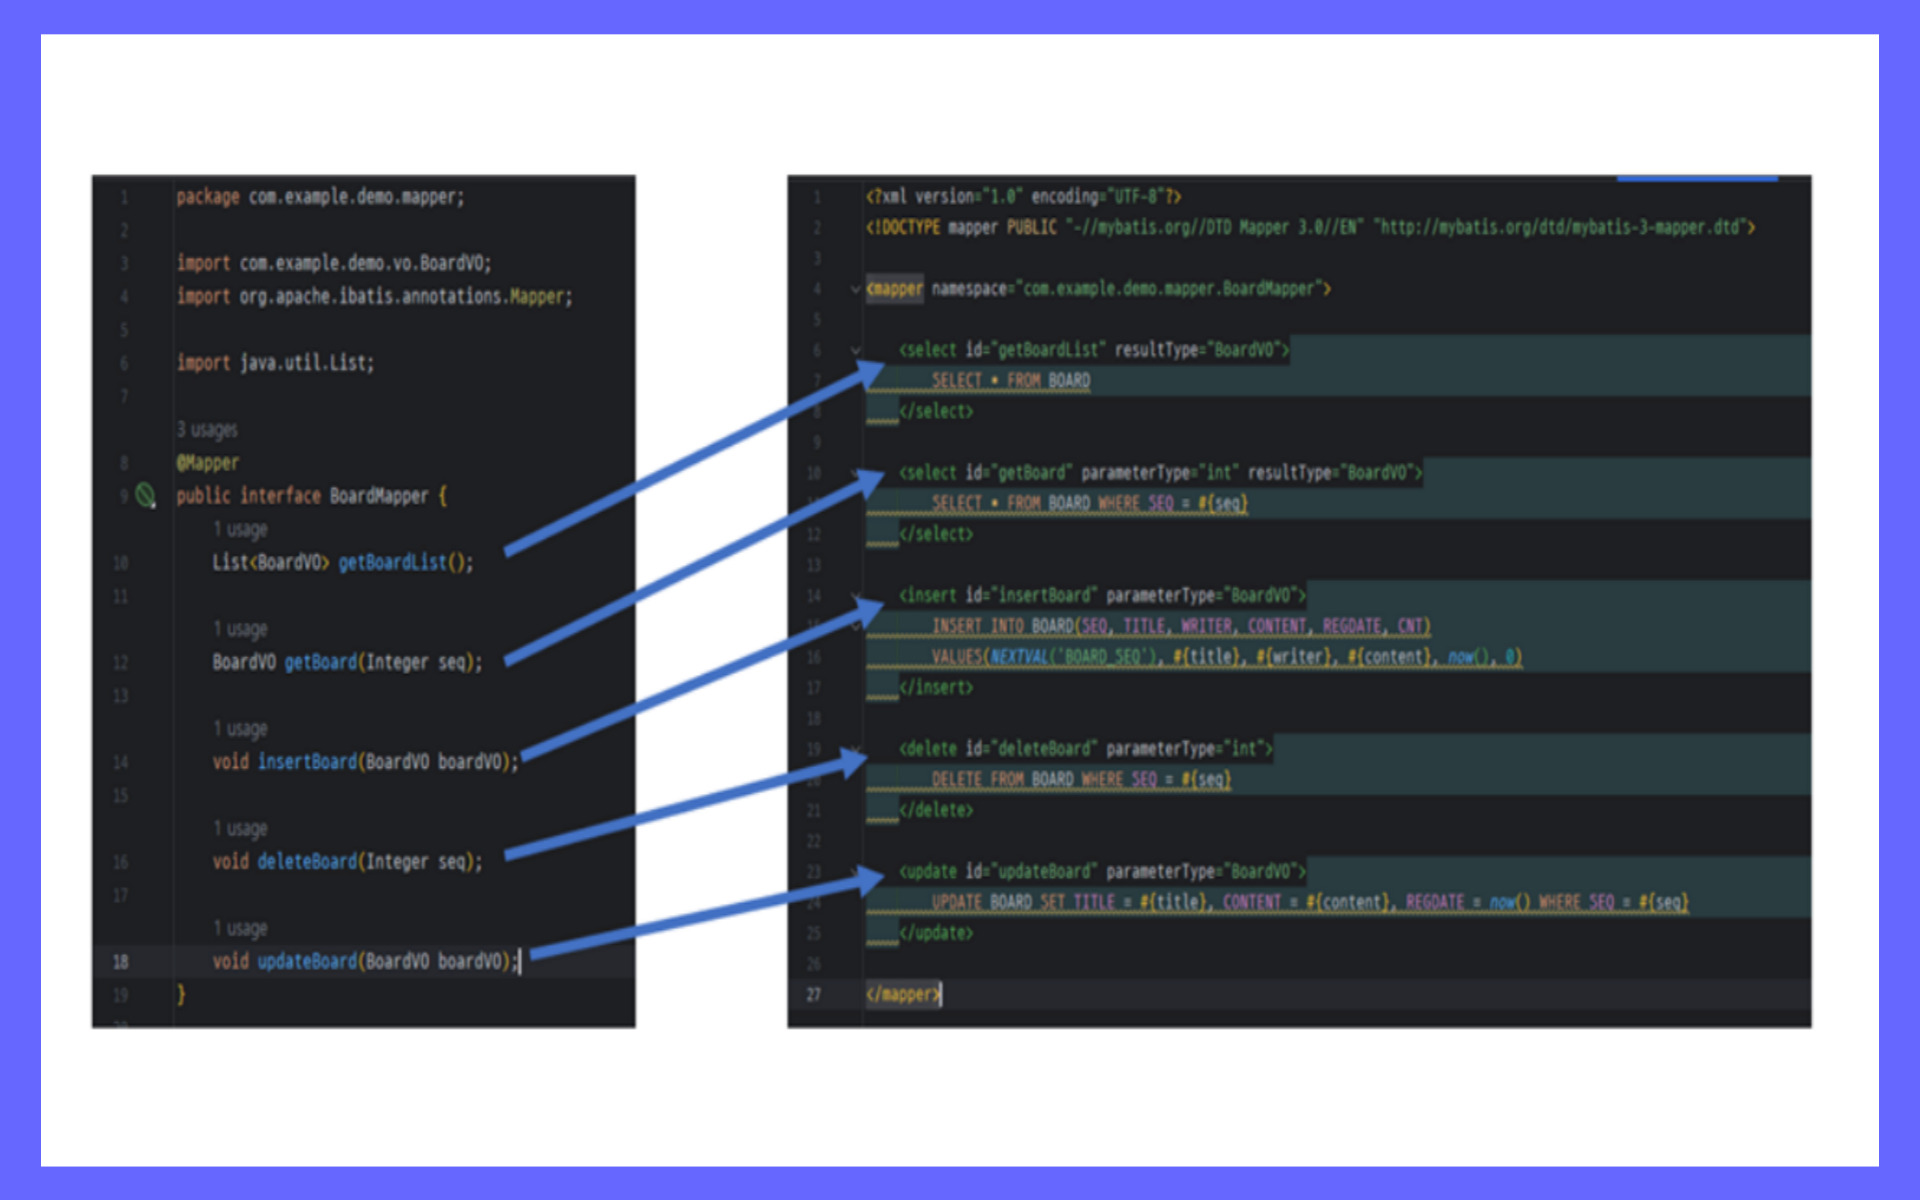 1 package com.example.demo.mapper;
2
3 import com.example.demo.vo.BoardVO;
4 import org.apache.ibatis.annotations.Mapper;
5
6 import java.util.List;
7
3 usages
8 @Mapper
9 public interface BoardMapper {
1 usage
10 List<BoardVO> getBoardList();
11
1 usage
12 BoardVO getBoard(Integer seq);
13
1 usage
14 void insertBoard(BoardVO boardVO);
15
1 usage
16 void deleteBoard(Integer seq);
17
1 usage
18 void updateBoard(BoardVO boardVO);
19 }
1 <?xml version="1.0" encoding="UTF-8"?>
2 <!DOCTYPE mapper PUBLIC "-//mybatis.org//DTD Mapper 3.0//EN" "http://mybatis.org/dtd/mybatis-3-mapper.dtd">
3
4 <mapper namespace="com.example.demo.mapper.BoardMapper">
5
6 <select id="getBoardList" resultType="BoardVO">
7 SELECT * FROM BOARD
8 </select>
9
10 <select id="getBoard" parameterType="int" resultType="BoardVO">
SELECT * FROM BOARD WHERE SEQ = #{seq}
12 </select>
13
14 <insert id="insertBoard" parameterType="BoardVO">
15 INSERT INTO BOARD(SEQ, TITLE, WRITER, CONTENT, REGDATE, CNT)
16 VALUES(NEXTVAL('BOARD_SEQ'), #{title}, #{writer}, #{content}, now(), 0)
17 </insert>
18
19 <delete id="deleteBoard" parameterType="int">
20 DELETE FROM BOARD WHERE SEQ = #{seq}
21 </delete>
22
23 <update id="updateBoard" parameterType="BoardVO">
24 UPDATE BOARD SET TITLE = #{title}, CONTENT = #{content}, REGDATE = now() WHERE SEQ = #{seq}
25 </update>
26
27 </mapper>